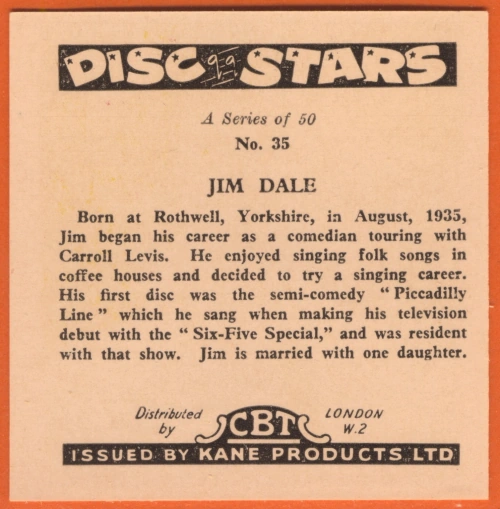 DISC STARS
A Series of 50
No. 35
JIM DALE
Born at Rothwell, Yorkshire, in August, 1935,
Jim began his career as a comedian touring with
Carroll Levis. He enjoyed singing folk songs in
coffee houses and decided to try a singing career.
His first disc was the semi-comedy “Piccadilly
Line” which he sang when making his television
debut with the “Six-Five Special,” and was resident
with that show. Jim is married with one daughter.
Distributed by CBT LONDON W.2
ISSUED BY KANE PRODUCTS LTD